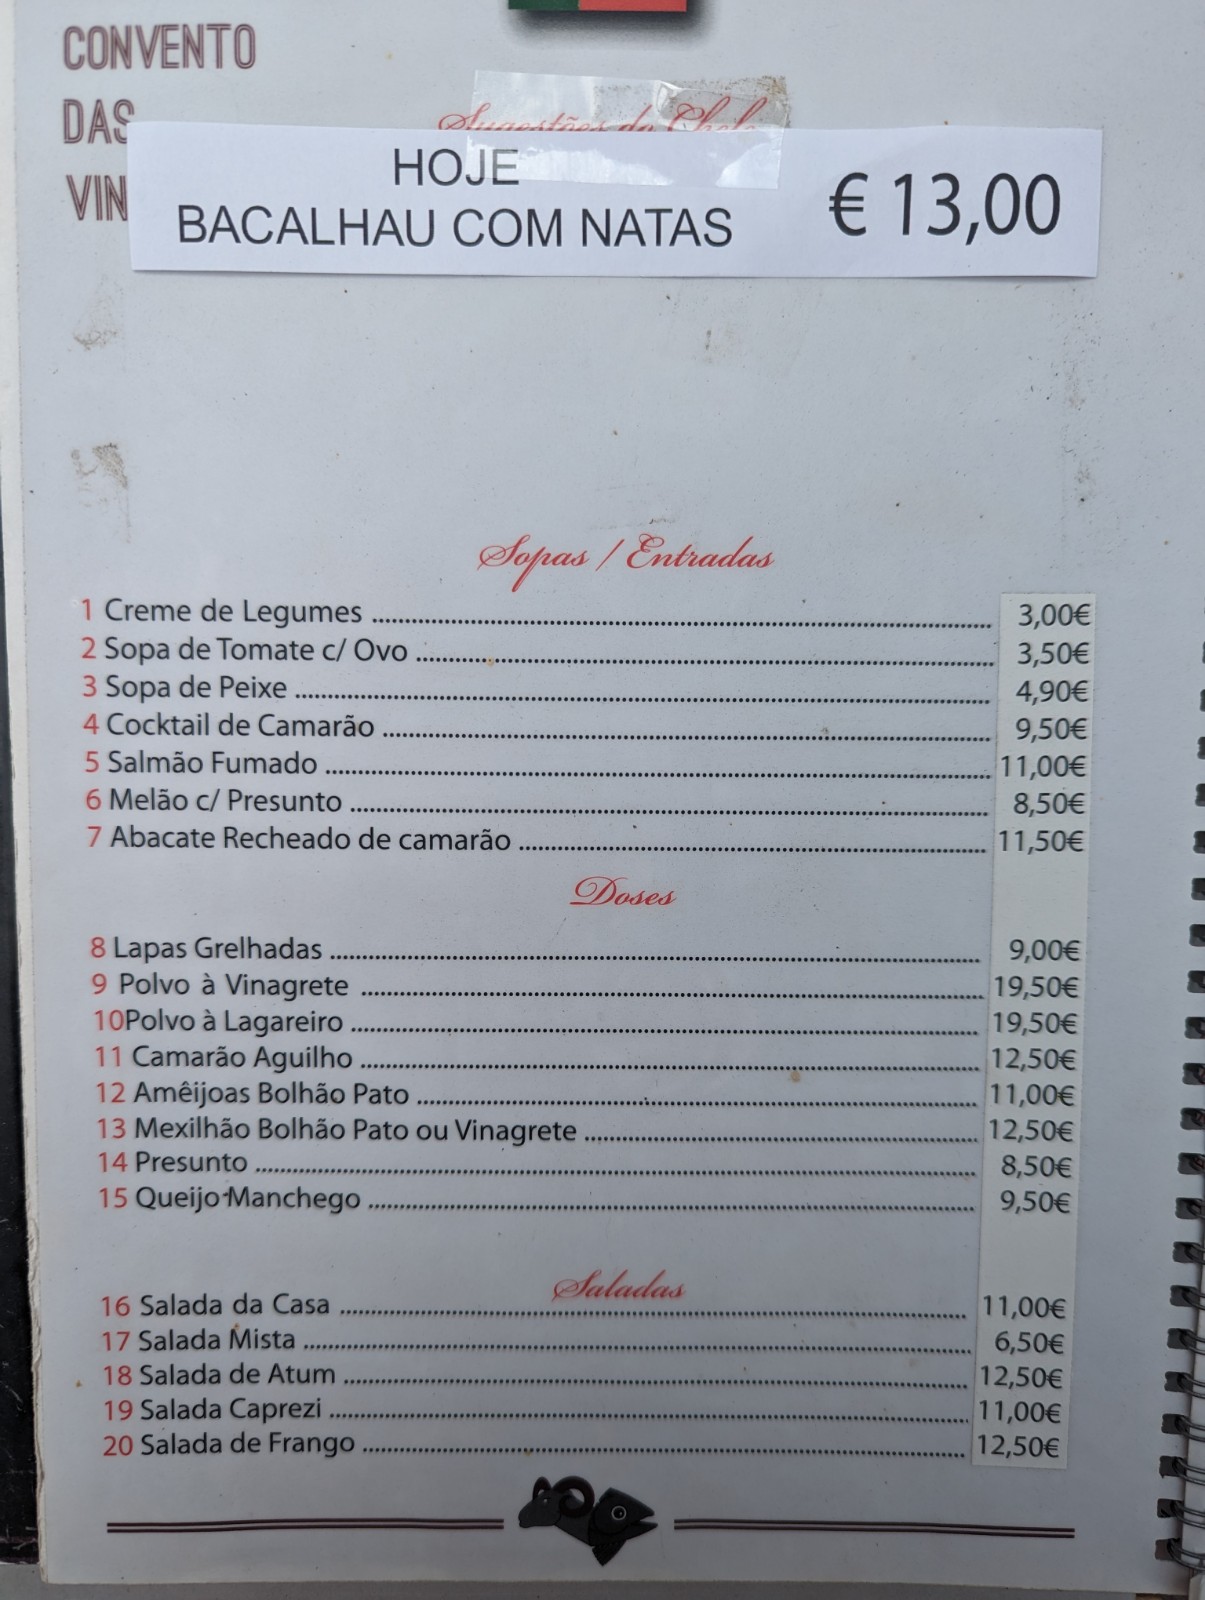 CONVENTO
DAS
VIN
Sugestões do Chefe
HOJE
BACALHAU COM NATAS € 13,00
Sopas / Entradas
1 Creme de Legumes 3,00€
2 Sopa de Tomate c/ Ovo 3,50€
3 Sopa de Peixe 4,90€
4 Cocktail de Camarão 9,50€
5 Salmão Fumado 11,00€
6 Melão c/ Presunto 8,50€
7 Abacate Recheado de camarão 11,50€
Doses
8 Lapas Grelhadas 9,00€
9 Polvo à Vinagrete 19,50€
10 Polvo à Lagareiro 19,50€
11 Camarão Aguilho 12,50€
12 Amêijoas Bolhão Pato 11,00€
13 Mexilhão Bolhão Pato ou Vinagrete 12,50€
14 Presunto 8,50€
15 Queijo Manchego 9,50€
Saladas
16 Salada da Casa 11,00€
17 Salada Mista 6,50€
18 Salada de Atum 12,50€
19 Salada Caprezi 11,00€
20 Salada de Frango 12,50€